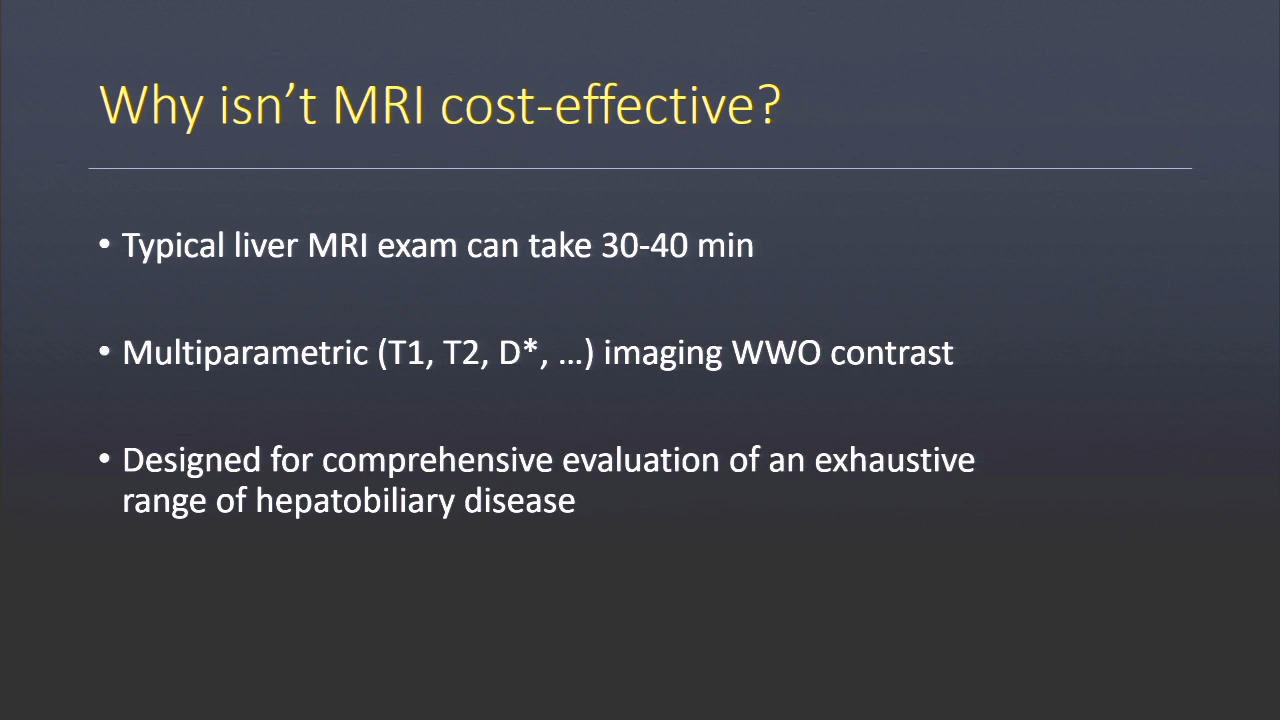 Why isn’t MRI cost-effective?
• Typical liver MRI exam can take 30-40 min
• Multiparametric (T1, T2, D*, …) imaging WWO contrast
• Designed for comprehensive evaluation of an exhaustive
range of hepatobiliary disease